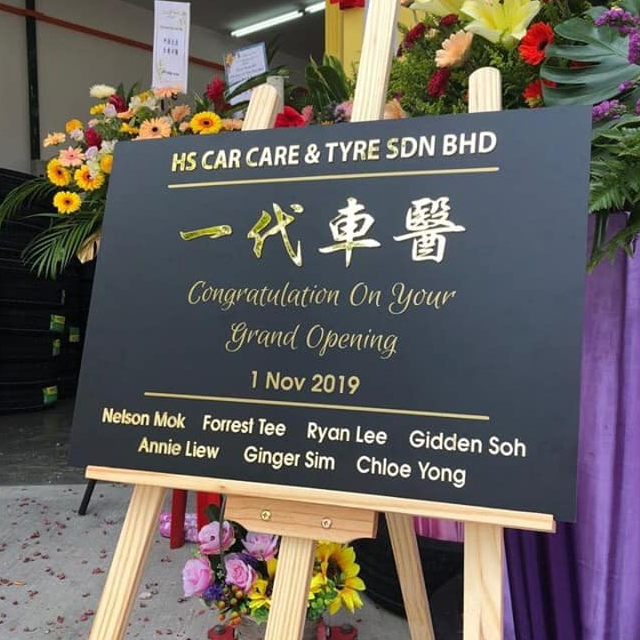 HS CAR CARE & TYRE SDN BHD
一代車醫
Congratulation On Your
Grand Opening
1 Nov 2019
Nelson Mok Forrest Tee Ryan Lee Gidden Soh
Annie Liew Ginger Sim Chloe Yong